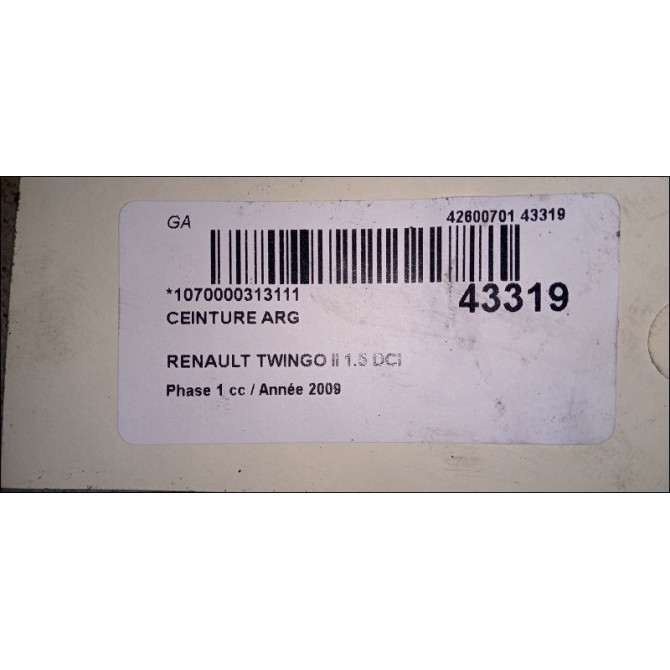 GA
42600701 43319
*1070000313111
43319
CEINTURE ARG
RENAULT TWINGO II 1.5 DCI
Phase 1 cc / Année 2009